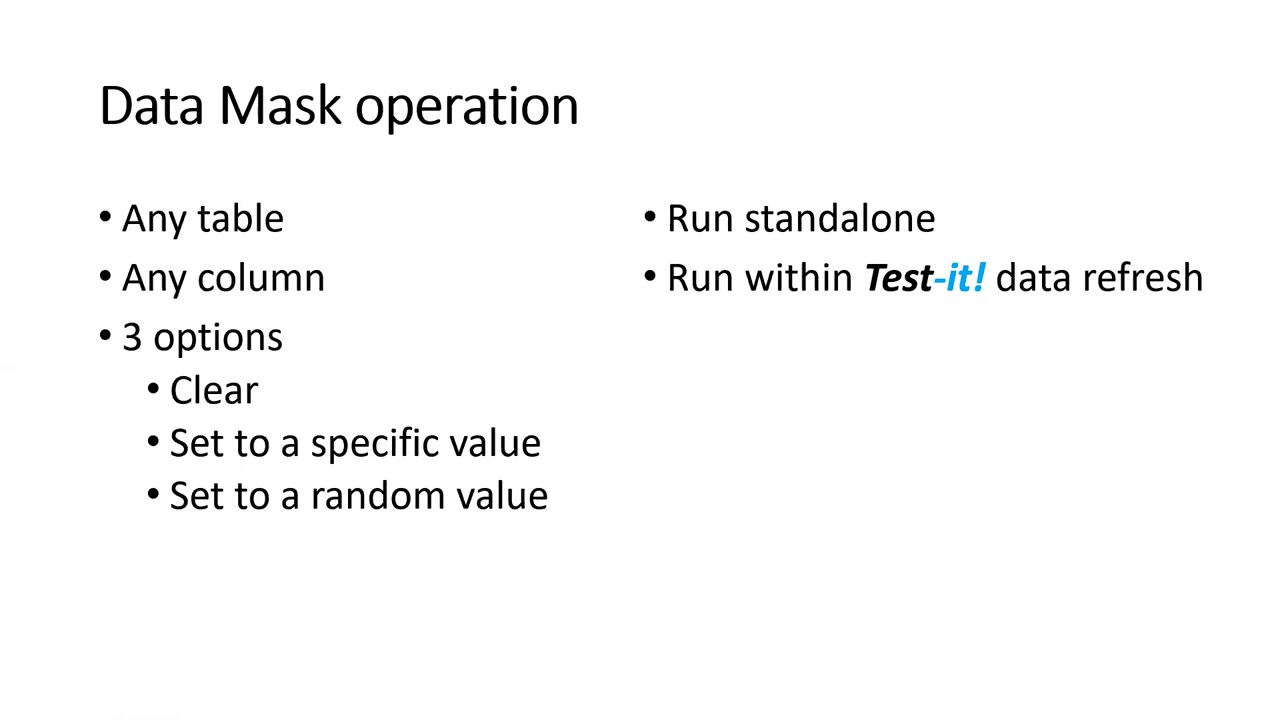 Data Mask operation
• Any table
• Any column
• 3 options
• Clear
• Set to a specific value
• Set to a random value
• Run standalone
• Run within Test-it! data refresh